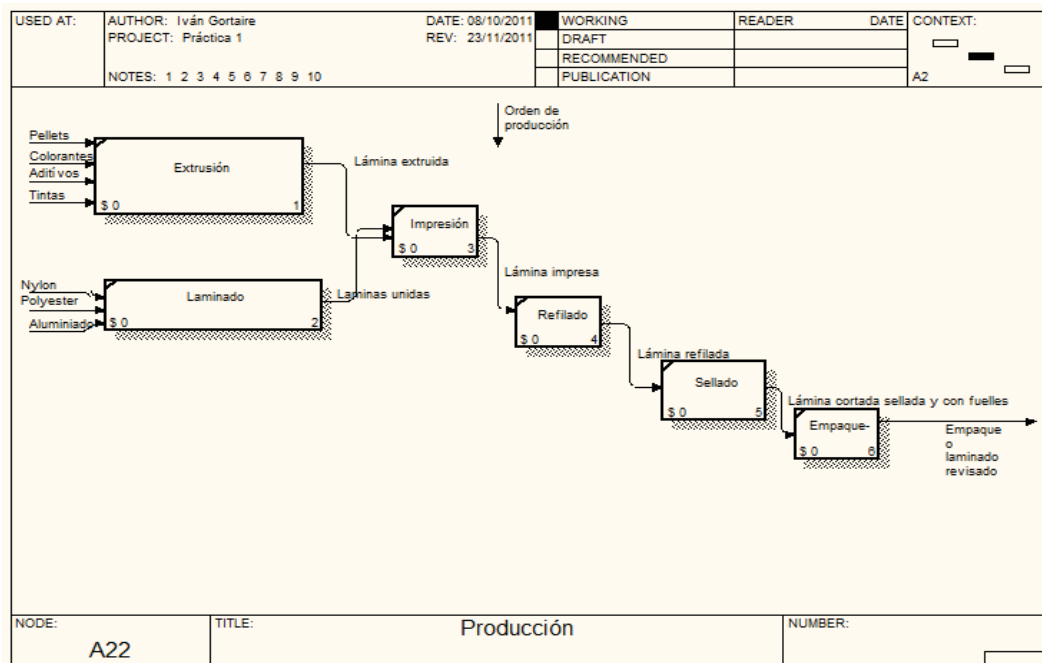 USED AT:
AUTHOR: Iván Gortaire
DATE: 08/10/2011
WORKING
READER
DATE
CONTEXT:
PROJECT: Práctica 1
REV: 23/11/2011
DRAFT
RECOMMENDED
NOTES: 1 2 3 4 5 6 7 8 9 10
PUBLICATION
A2
Orden de
producción
Pellets
Colorantes
Aditivos
Tintas
Extrusión
$ 0
1
Lámina extruida
Impresión
$ 0
3
Nylon
Polyester
Aluminiado
Laminado
$ 0
2
Laminas unidas
Lámina impresa
Refilado
$ 0
4
Lámina refilada
Sellado
$ 0
5
Lámina cortada sellada y con fuelles
Empaque-
$ 0
6
Empaque
o
laminado
revisado
NODE:
A22
TITLE:
Producción
NUMBER: